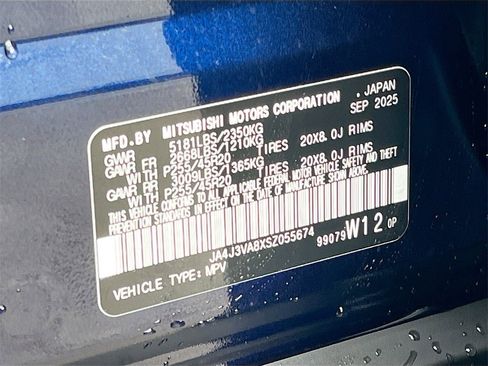 MFD.BY MITSUBISHI MOTORS CORPORATION , JAPAN
GVWR 5181LBS/2350KG SEP 2025
GAWR FR 2668LBS/1210KG
P255/45R20 TIRES 20X8.0J RIMS
GAWR RR 3009LBS/1365KG
P255/45R20 TIRES 20X8.0J RIMS
THIS VEHICLE CONFORMS TO ALL APPLICABLE FEDERAL MOTOR VEHICLE SAFETY AND THEFT
PREVENTION STANDARDS IN EFFECT ON THE DATE OF MANUFACTURE SHOWN ABOVE.
JA4J3VA8XSZ055674
99079 W12 0P
VEHICLE TYPE: MPV